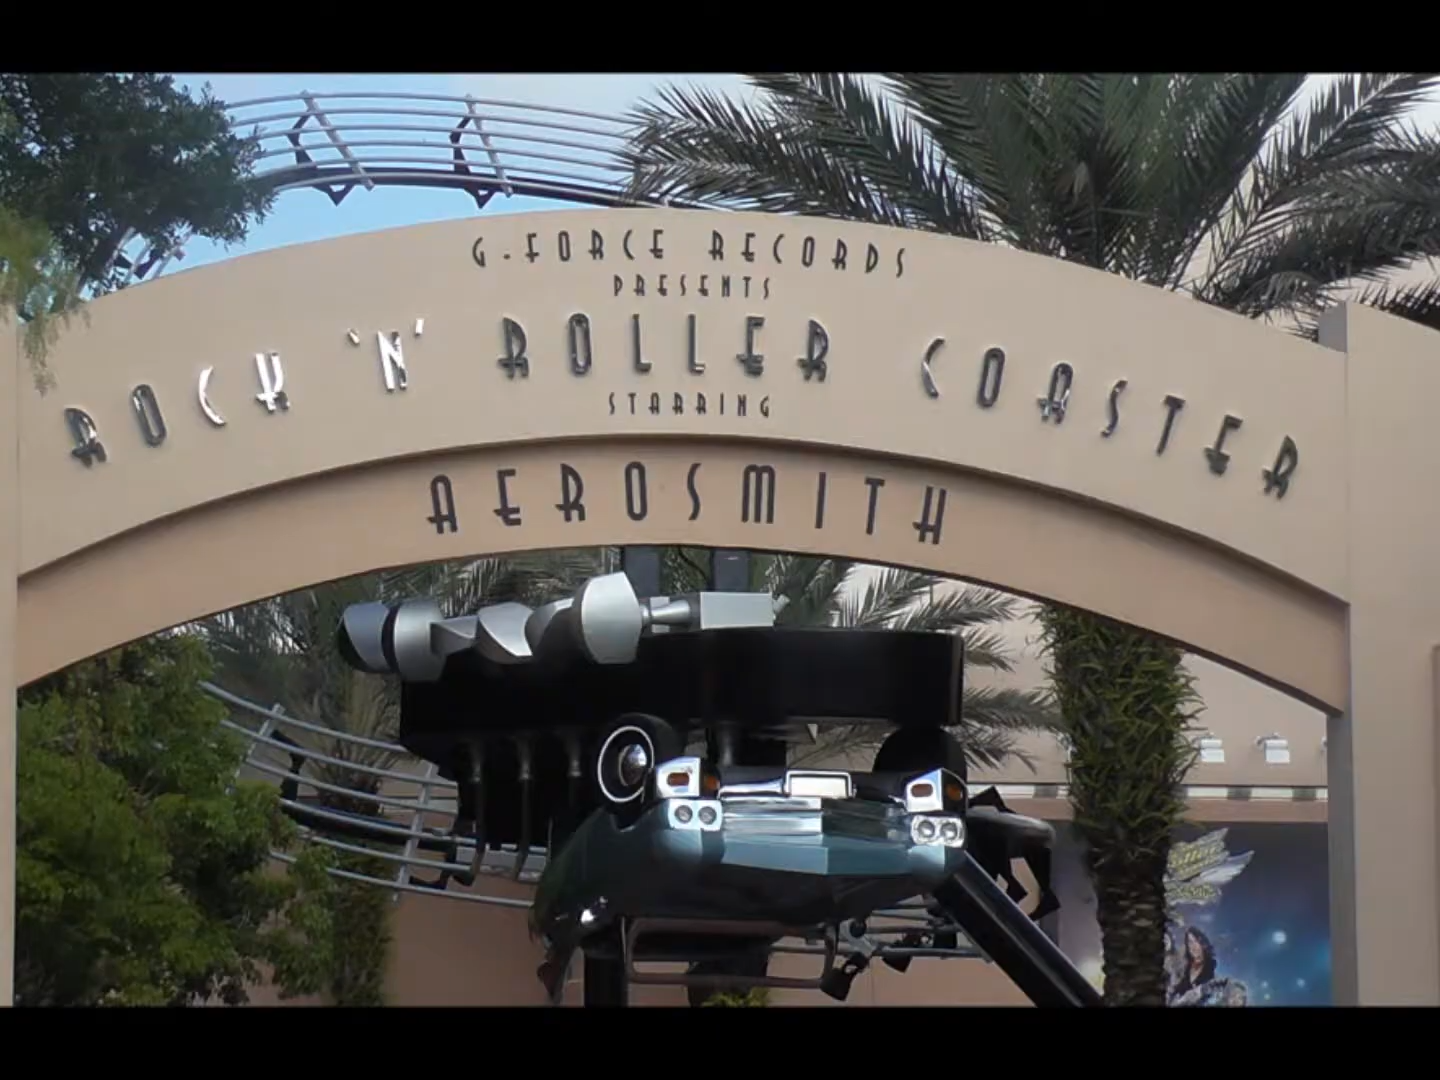 G-FORCE RECORDS
PRESENTS
ROCK 'N' ROLLER COASTER
STARRING
AEROSMITH